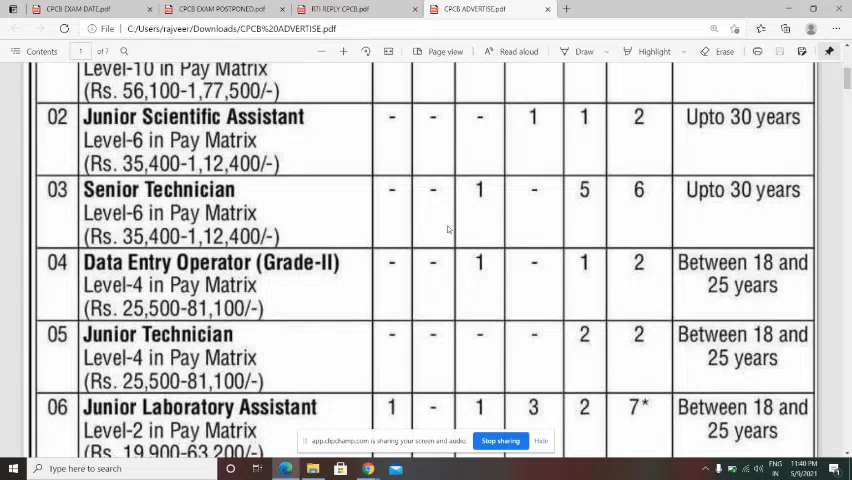 CPCB EXAM DATE.pdf
CPCB EXAM POSTPONED.pdf
RTI REPLY CPCB.pdf
CPCB ADVERTISE.pdf
File C:/Users/rajveer/Downloads/CPCB%20ADVERTISE.pdf
Contents 1 of 7 Page view Read aloud Draw Highlight Erase
Level-10 in Pay Matrix
(Rs. 56,100-1,77,500/-)
02 Junior Scientific Assistant - - - 1 1 2 Upto 30 years
Level-6 in Pay Matrix
(Rs. 35,400-1,12,400/-)
03 Senior Technician - - 1 - 5 6 Upto 30 years
Level-6 in Pay Matrix
(Rs. 35,400-1,12,400/-)
04 Data Entry Operator (Grade-II) - - 1 - 1 2 Between 18 and
Level-4 in Pay Matrix 25 years
(Rs. 25,500-81,100/-)
05 Junior Technician - - - - 2 2 Between 18 and
Level-4 in Pay Matrix 25 years
(Rs. 25,500-81,100/-)
06 Junior Laboratory Assistant 1 - 1 3 2 7* Between 18 and
Level-2 in Pay Matrix 25 years
(Rs. 19,900-63,200/-)
app.clipchamp.com is sharing your screen and audio. Stop sharing Hide
Type here to search
ENG 11:40 PM
IN 5/9/2021